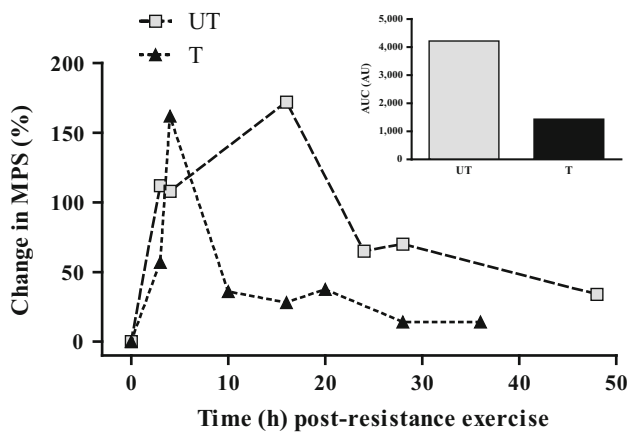 UT
T
200
150
100
50
0
Change in MPS (%)
0
10
20
30
40
50
Time (h) post-resistance exercise
5,000
4,000
3,000
2,000
1,000
0
AUC (AU)
UT
T